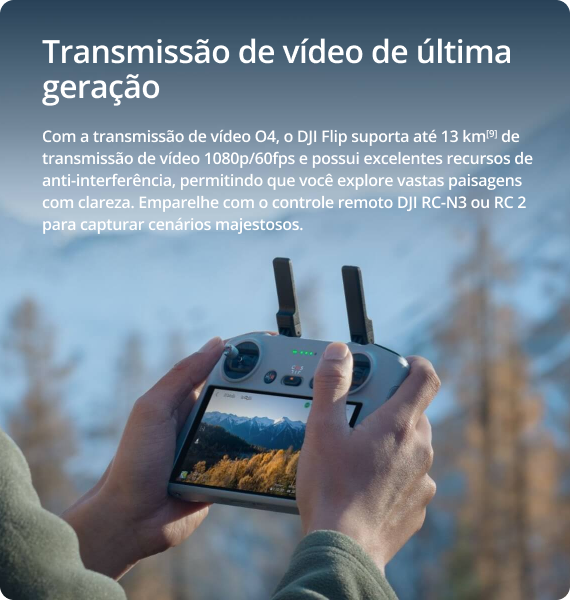 Transmissão de vídeo de última
geração
Com a transmissão de vídeo O4, o DJI Flip suporta até 13 km[9] de
transmissão de vídeo 1080p/60fps e possui excelentes recursos de
anti-interferência, permitindo que você explore vastas paisagens
com clareza. Emparelhe com o controle remoto DJI RC-N3 ou RC 2
para capturar cenários majestosos.